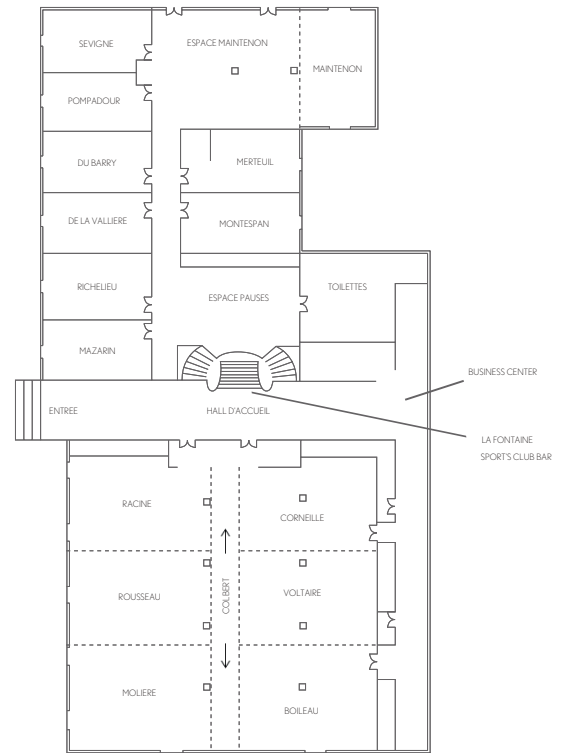 SEVIGNE
ESPACE MAINTENON
MAINTENON
POMPADOUR
DU BARRY
MERTEUIL
DE LA VALLIERE
MONTESPAN
RICHELIEU
ESPACE PAUSES
TOILETTES
MAZARIN
BUSINESS CENTER
ENTREE
HALL D'ACCUEIL
LA FONTAINE
SPORT'S CLUB BAR
RACINE
CORNEILLE
ROUSSEAU
COLBERT
VOLTAIRE
MOLIERE
BOILEAU